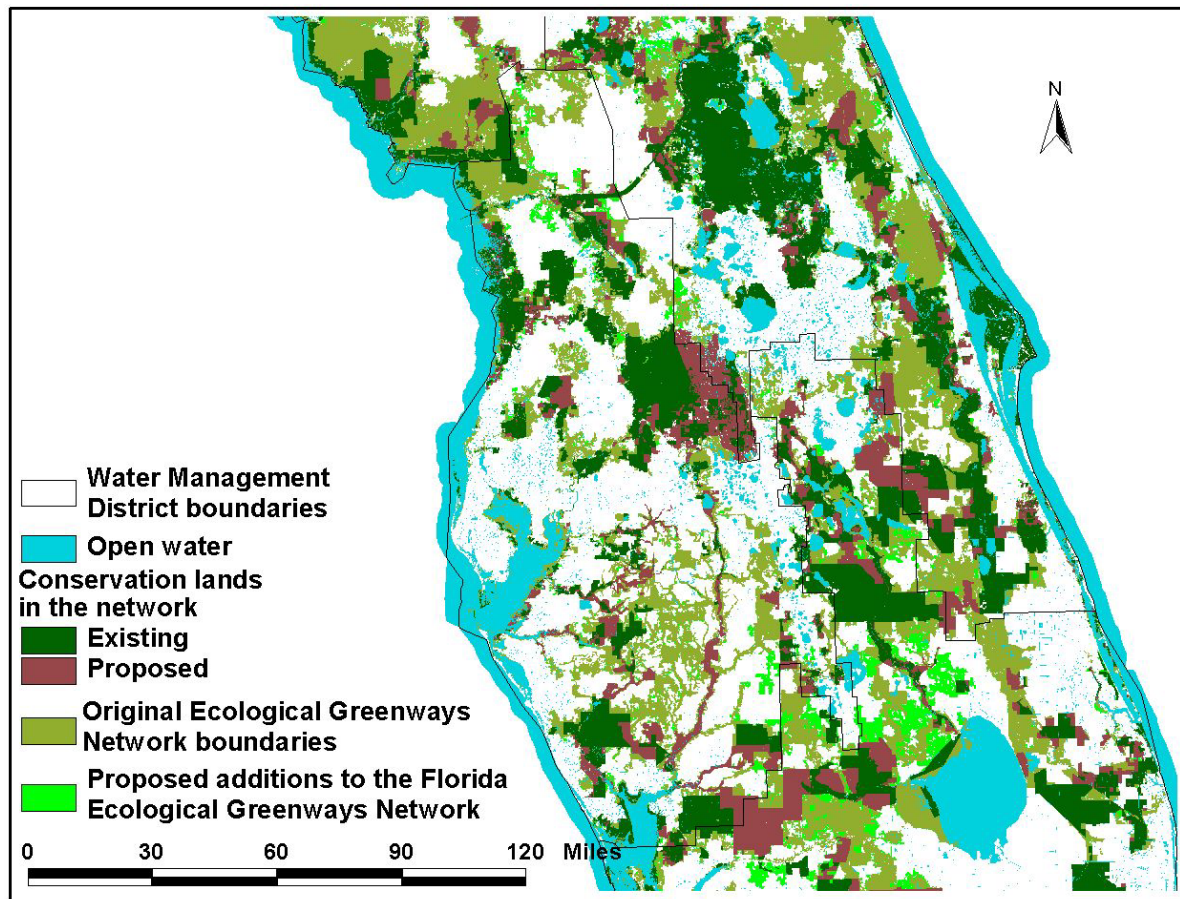 N
Water Management
District boundaries
Open water
Conservation lands
in the network
Existing
Proposed
Original Ecological Greenways
Network boundaries
Proposed additions to the Florida
Ecological Greenways Network
0 30 60 90 120 Miles